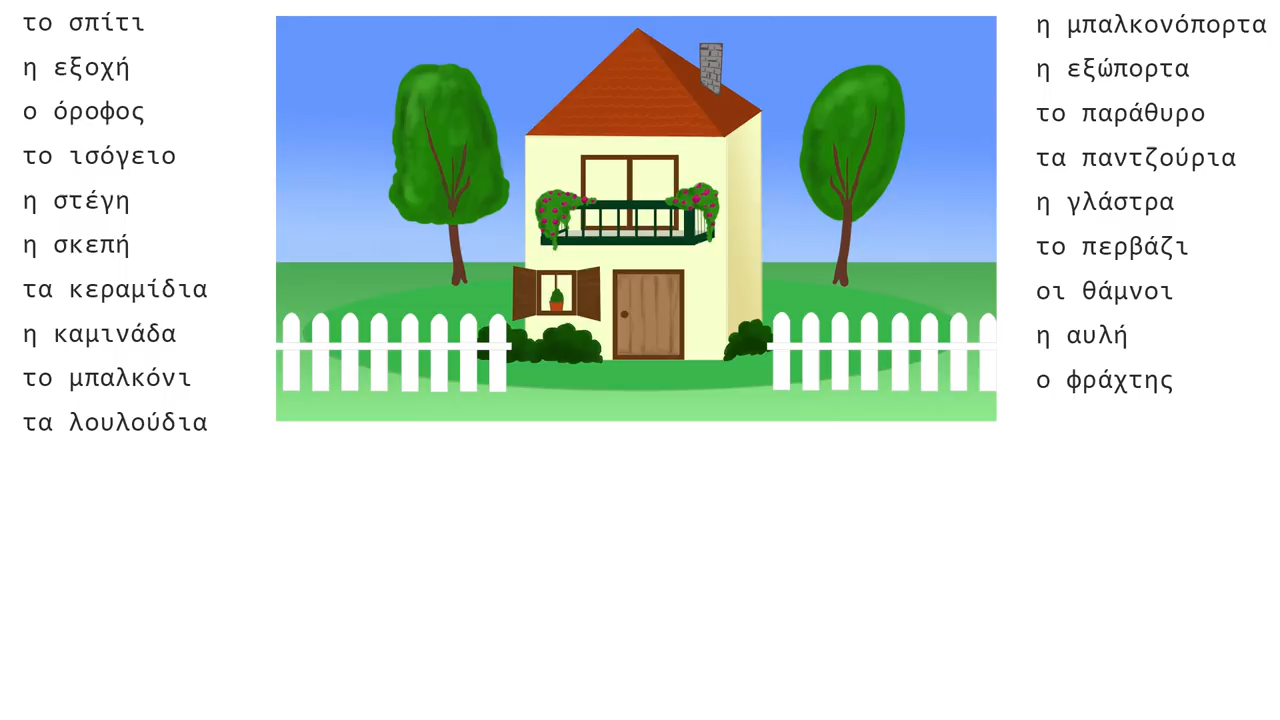 το σπίτι
η εξοχή
ο όροφος
το ισόγειο
η στέγη
η σκεπή
τα κεραμίδια
η καμινάδα
το μπαλκόνι
τα λουλούδια
η μπαλκονόπορτα
η εξώπορτα
το παράθυρο
τα παντζούρια
η γλάστρα
το περβάζι
οι θάμνοι
η αυλή
ο φράχτης